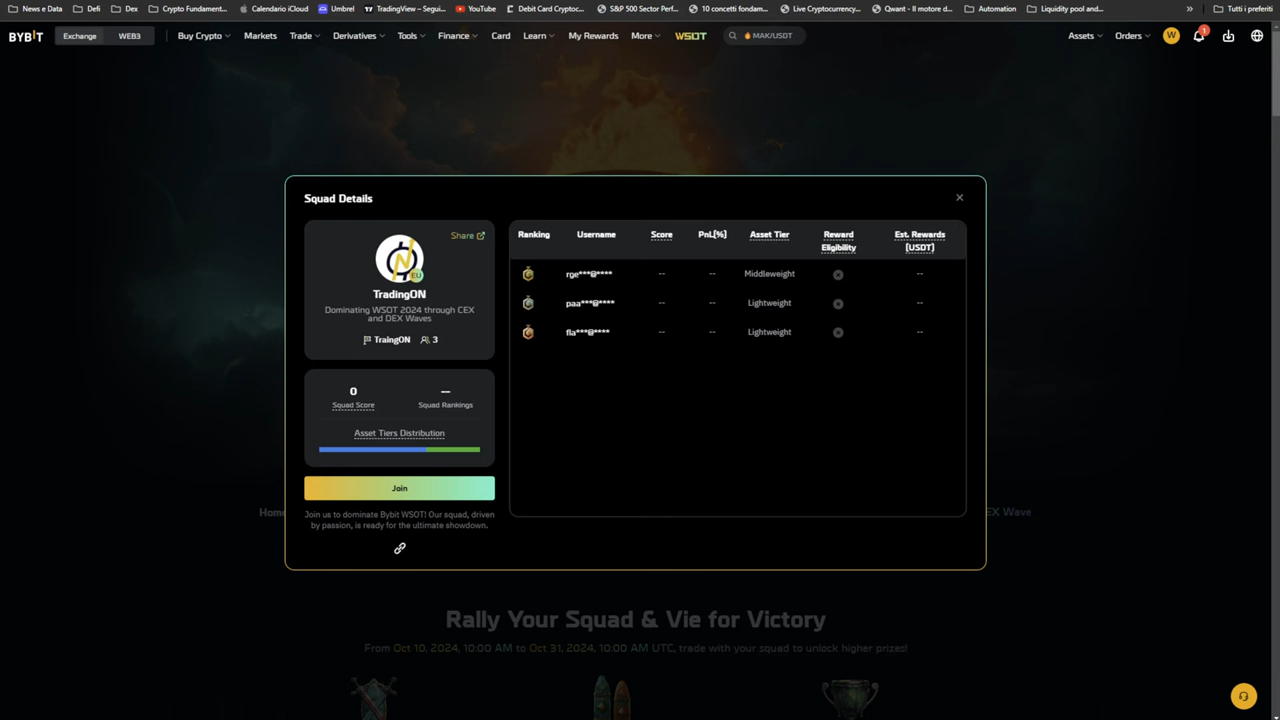 News e Data Defi Dex Crypto Fundament... Calendario iCloud Umbrel TradingView – Segui... YouTube Debit Card Cryptoc... S&P 500 Sector Perf... 10 concetti fondam... Live Cryptocurrency... Qwant - Il motore d... Automation Liquidity pool and... » Tutti i preferiti
BYBIT Exchange WEB3 Buy Crypto Markets Trade Derivatives Tools Finance Card Learn My Rewards More WSOT MAK/USDT Assets Orders W 1
Squad Details
Share
EU
TradingON
Dominating WSOT 2024 through CEX
and DEX Waves
TraingON 3
0 --
Squad Score Squad Rankings
Asset Tiers Distribution
Join
Join us to dominate Bybit WSOT! Our squad, driven
by passion, is ready for the ultimate showdown.
Ranking Username Score PnL[%] Asset Tier Reward Eligibility Est. Rewards (USDT)
rge***@**** -- -- Middleweight --
paa***@**** -- -- Lightweight --
fla***@**** -- -- Lightweight --
Home
EX Wave
Rally Your Squad & Vie for Victory
From Oct 10, 2024, 10:00 AM to Oct 31, 2024, 10:00 AM UTC, trade with your squad to unlock higher prizes!